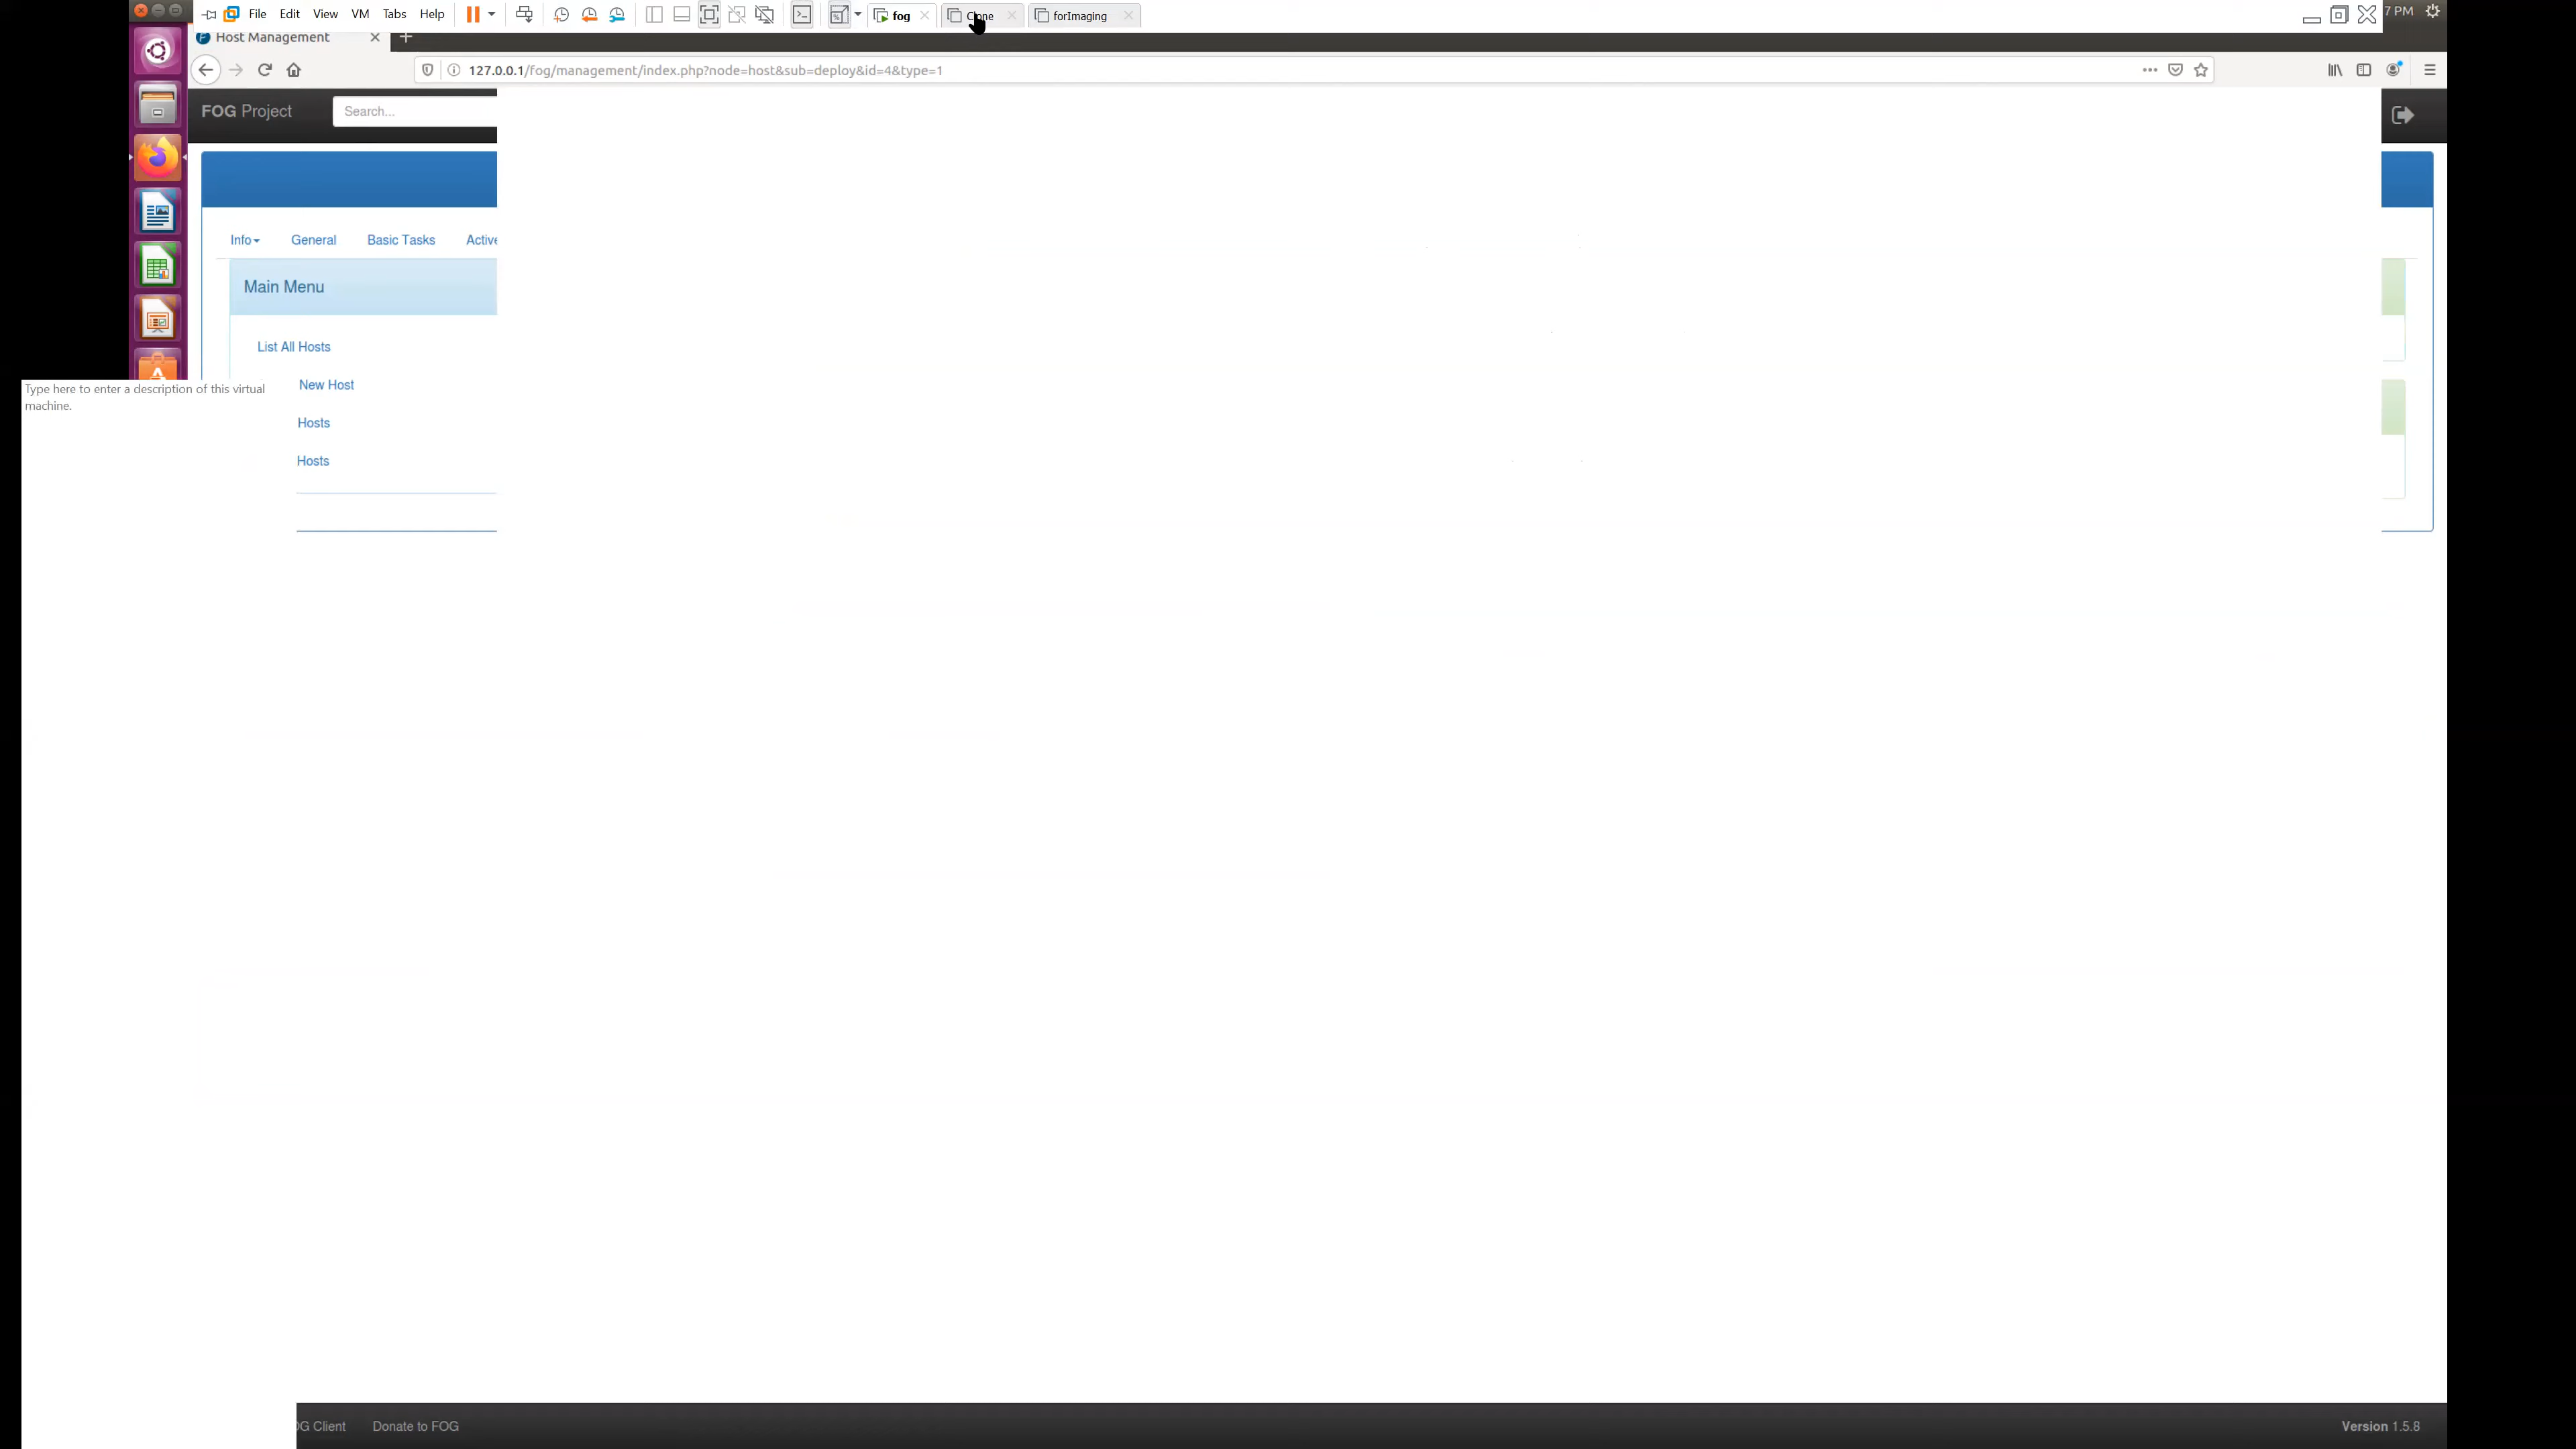 File Edit View VM Tabs Help fog Clone forImaging
7 PM
Host Management
127.0.0.1/fog/management/index.php?node=host&sub=deploy&id=4&type=1
FOG Project Search...
Info General Basic Tasks Active
Main Menu
List All Hosts
New Host
Hosts
Hosts
Type here to enter a description of this virtual
machine.
OG Client Donate to FOG Version 1.5.8